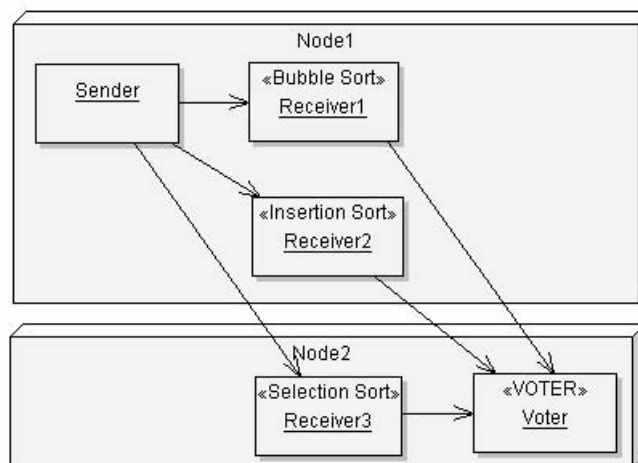 Node1
Sender
«Bubble Sort»
Receiver1
«Insertion Sort»
Receiver2
Node2
«Selection Sort»
Receiver3
«VOTER»
Voter